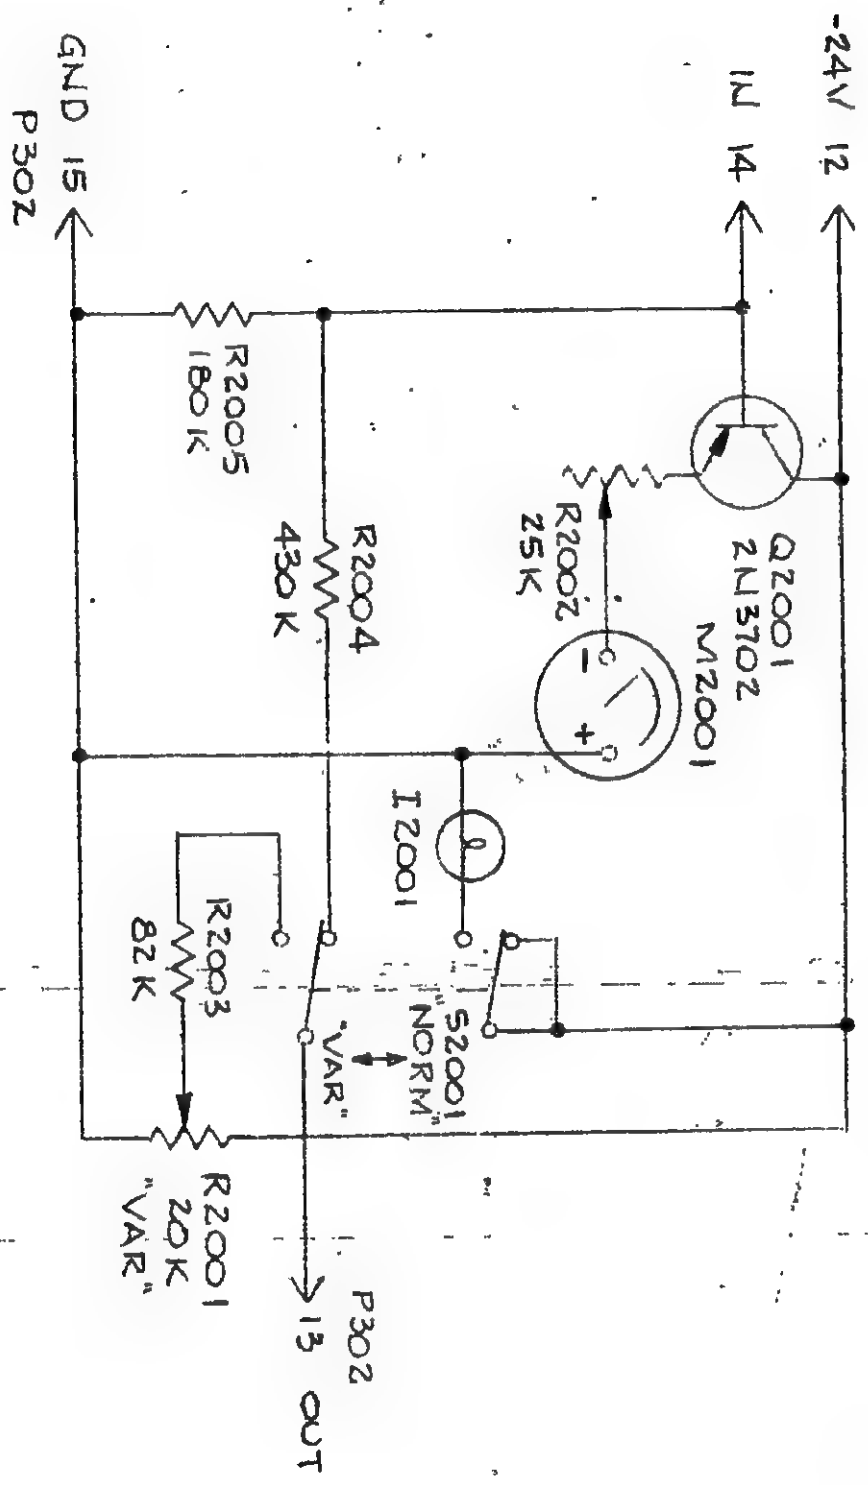 -24V 12
IN 14
GND 15
P302
Q2001
2N3702
M2001
R2002
25K
-
+
R2005
180K
R2004
430K
I2001
S2001
"NORM"
"VAR"
R2003
82K
R2001
20K
"VAR"
P302
13 OUT